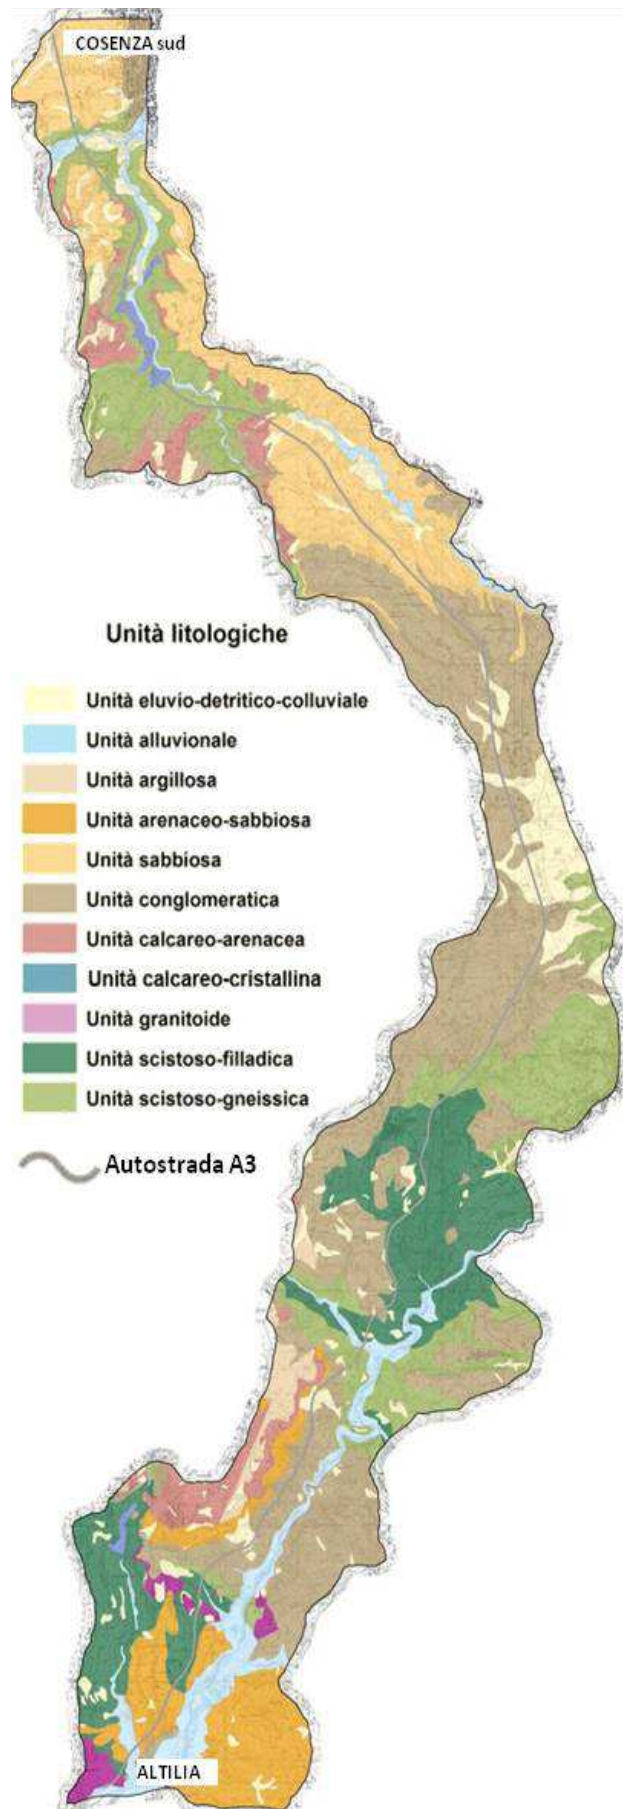 COSENZA sud
Unità litologiche
Unità eluvio-detritico-colluviale
Unità alluvionale
Unità argillosa
Unità arenaceo-sabbiosa
Unità sabbiosa
Unità conglomeratica
Unità calcareo-arenacea
Unità calcareo-cristallina
Unità granitoide
Unità scistoso-filladica
Unità scistoso-gneissica
Autostrada A3
ALTILIA